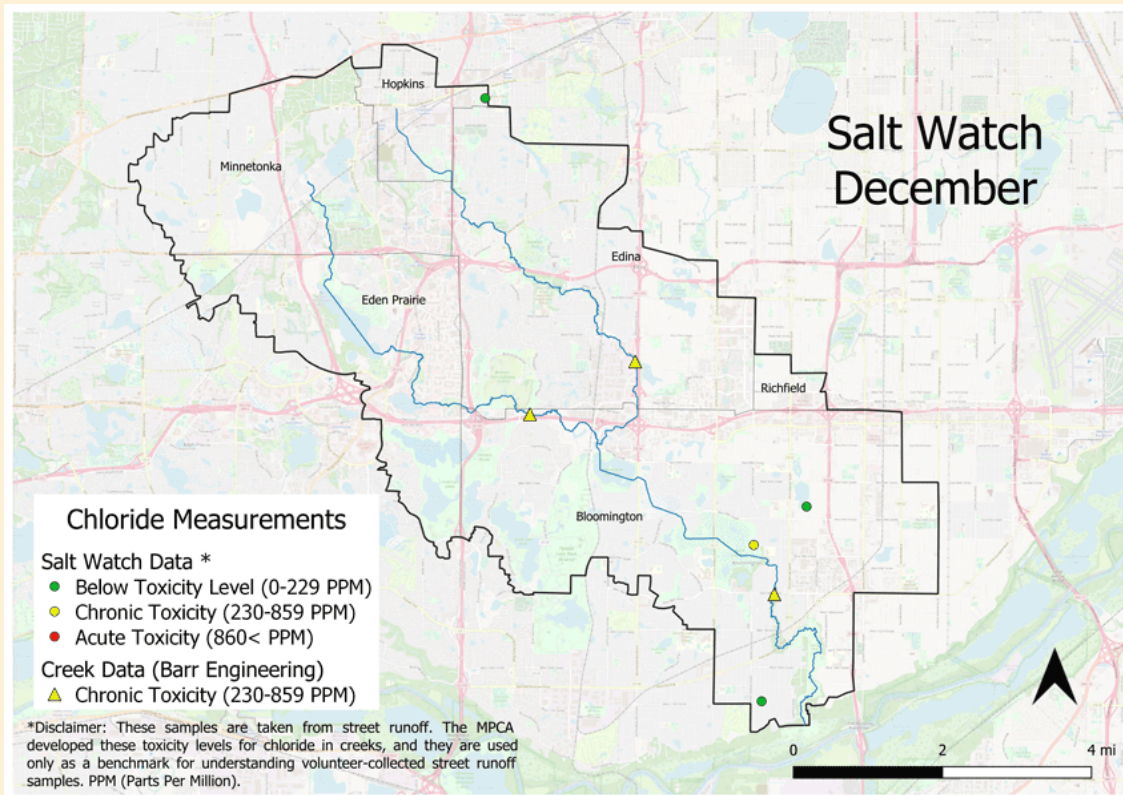 Salt Watch
December
Hopkins
Minnetonka
Edina
Eden Prairie
Richfield
Bloomington
Chloride Measurements
Salt Watch Data *
Below Toxicity Level (0-229 PPM)
Chronic Toxicity (230-859 PPM)
Acute Toxicity (860< PPM)
Creek Data (Barr Engineering)
Chronic Toxicity (230-859 PPM)
*Disclaimer: These samples are taken from street runoff. The MPCA
developed these toxicity levels for chloride in creeks, and they are used
only as a benchmark for understanding volunteer-collected street runoff
samples. PPM (Parts Per Million).
0 2 4 mi